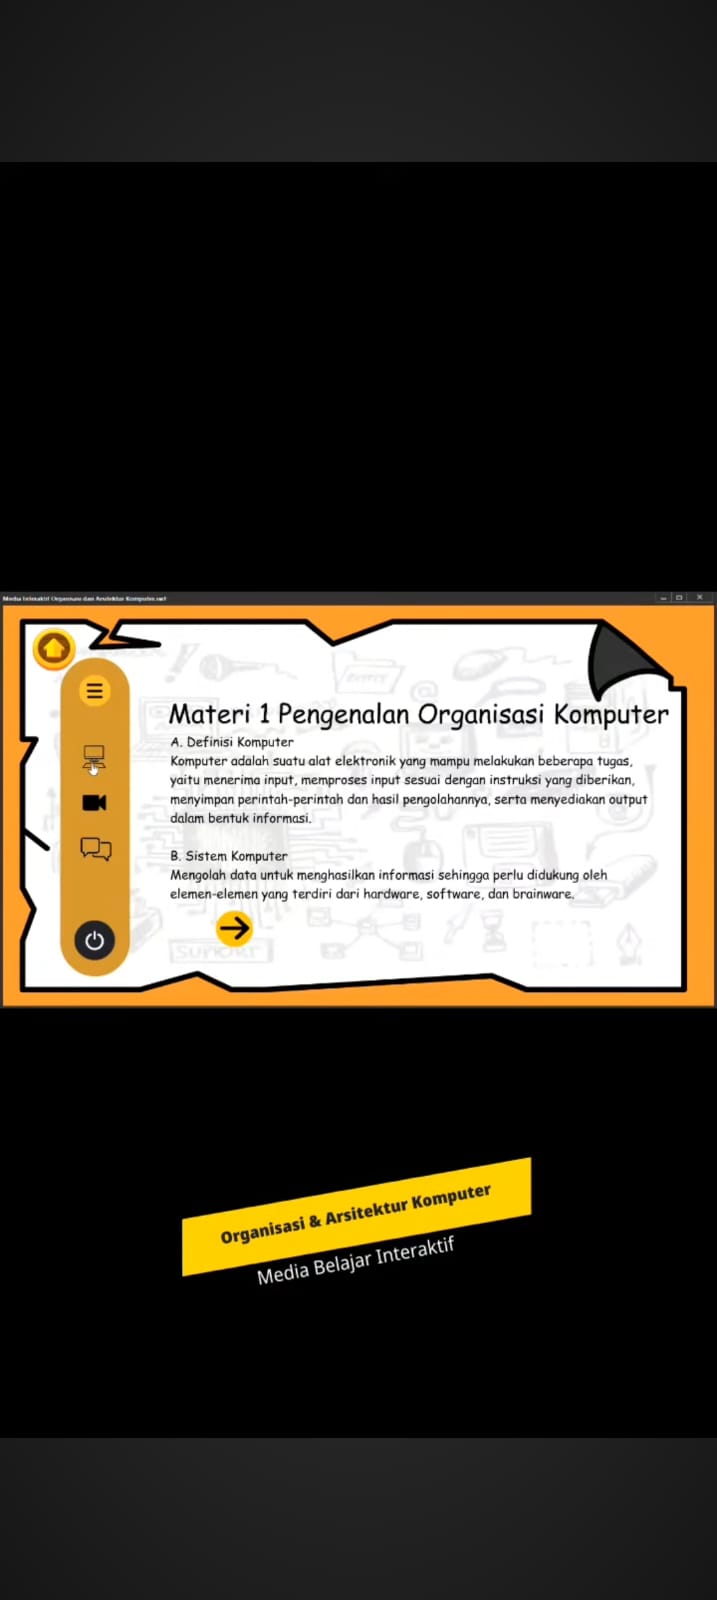 Media Interaktif Organisasi dan Arsitektur Komputer.swf
Materi 1 Pengenalan Organisasi Komputer
A. Definisi Komputer
Komputer adalah suatu alat elektronik yang mampu melakukan beberapa tugas,
yaitu menerima input, memproses input sesuai dengan instruksi yang diberikan,
menyimpan perintah-perintah dan hasil pengolahannya, serta menyediakan output
dalam bentuk informasi.
B. Sistem Komputer
Mengolah data untuk menghasilkan informasi sehingga perlu didukung oleh
elemen-elemen yang terdiri dari hardware, software, dan brainware.
SUPPORT
Organisasi & Arsitektur Komputer
Media Belajar Interaktif